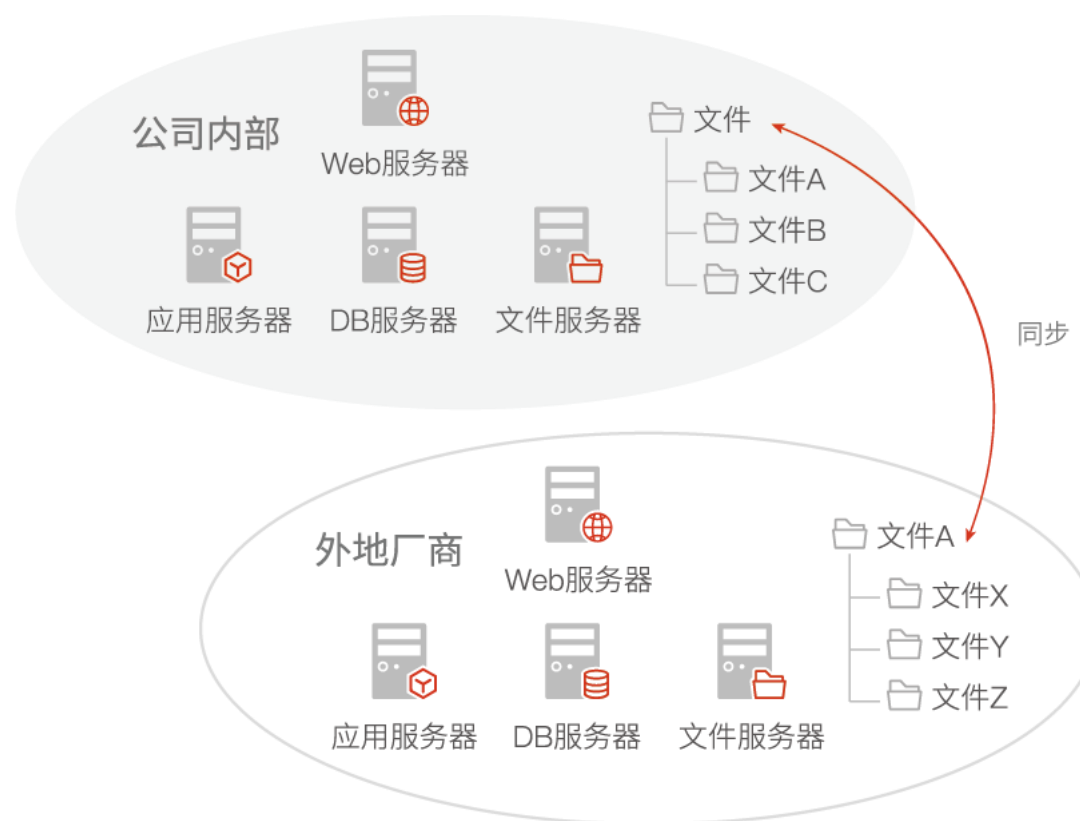 公司内部
Web服务器
应用服务器
DB服务器
文件服务器
文件
文件A
文件B
文件C
同步
外地厂商
Web服务器
应用服务器
DB服务器
文件服务器
文件A
文件X
文件Y
文件Z